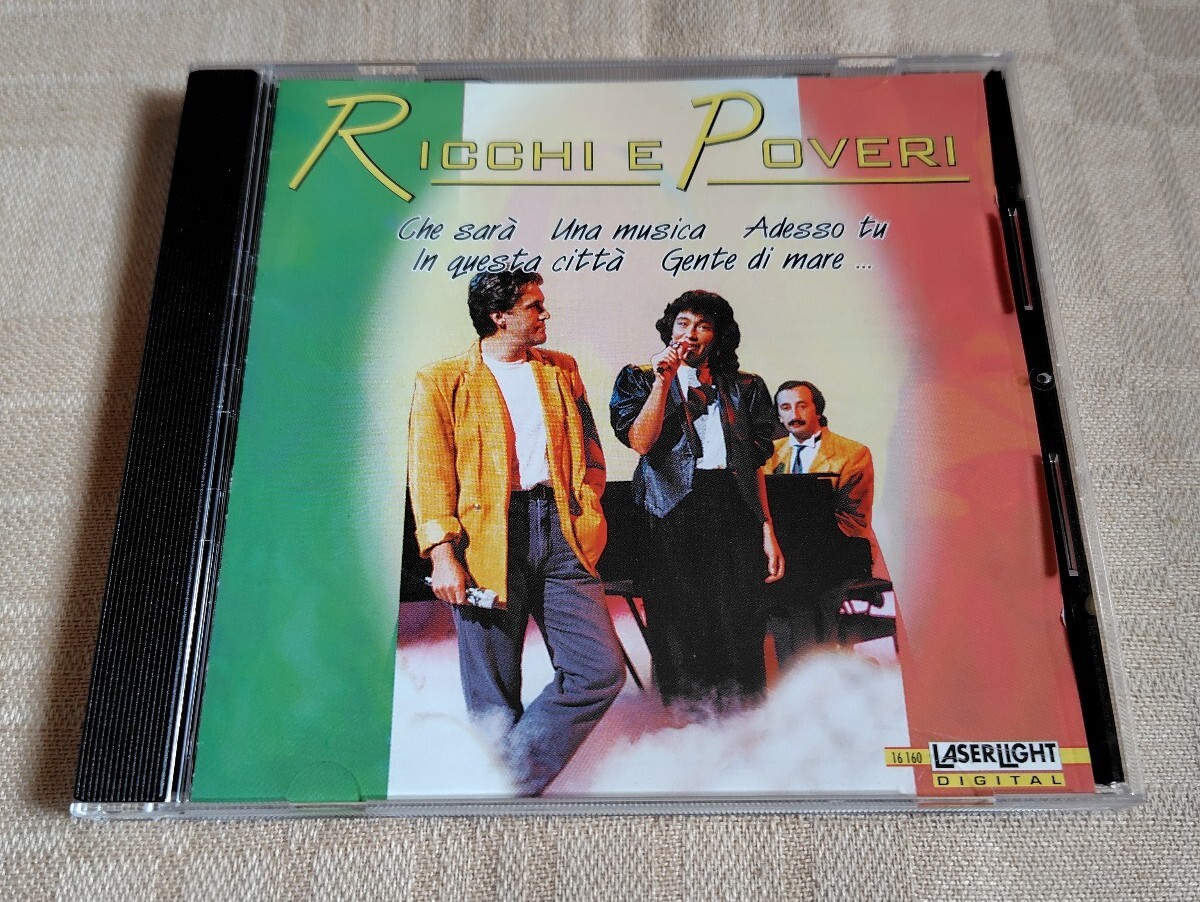 RICCHI E POVERI
Che sarà Una musica Adesso tu
In questa città Gente di mare ...
16 160 LASERLIGHT
DIGITAL